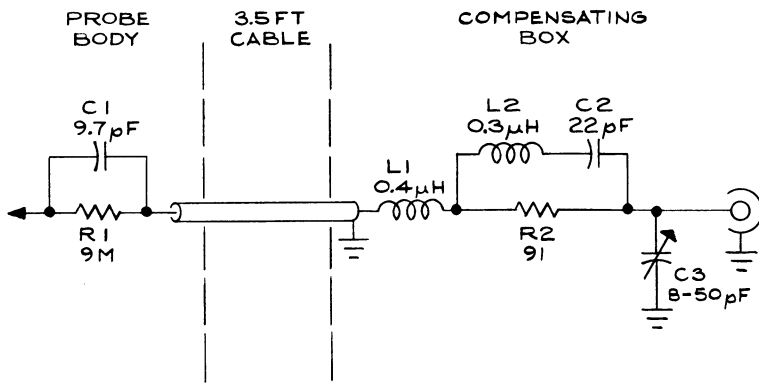 PROBE
BODY
3.5 FT
CABLE
COMPENSATING
BOX
C1
9.7pF
R1
9M
L1
0.4μH
L2
0.3μH
C2
22pF
R2
91
C3
8-50pF